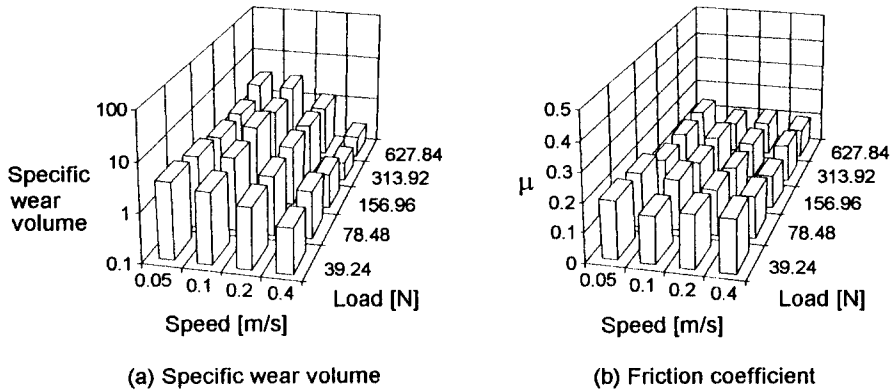 100
10
1
0.1
Specific
wear
volume
0.05
0.1
0.2
0.4
Speed [m/s]
39.24
78.48
156.96
313.92
627.84
Load [N]
(a) Specific wear volume
0.5
0.4
0.3
0.2
0.1
0
μ
0.05
0.1
0.2
0.4
Speed [m/s]
39.24
78.48
156.96
313.92
627.84
Load [N]
(b) Friction coefficient